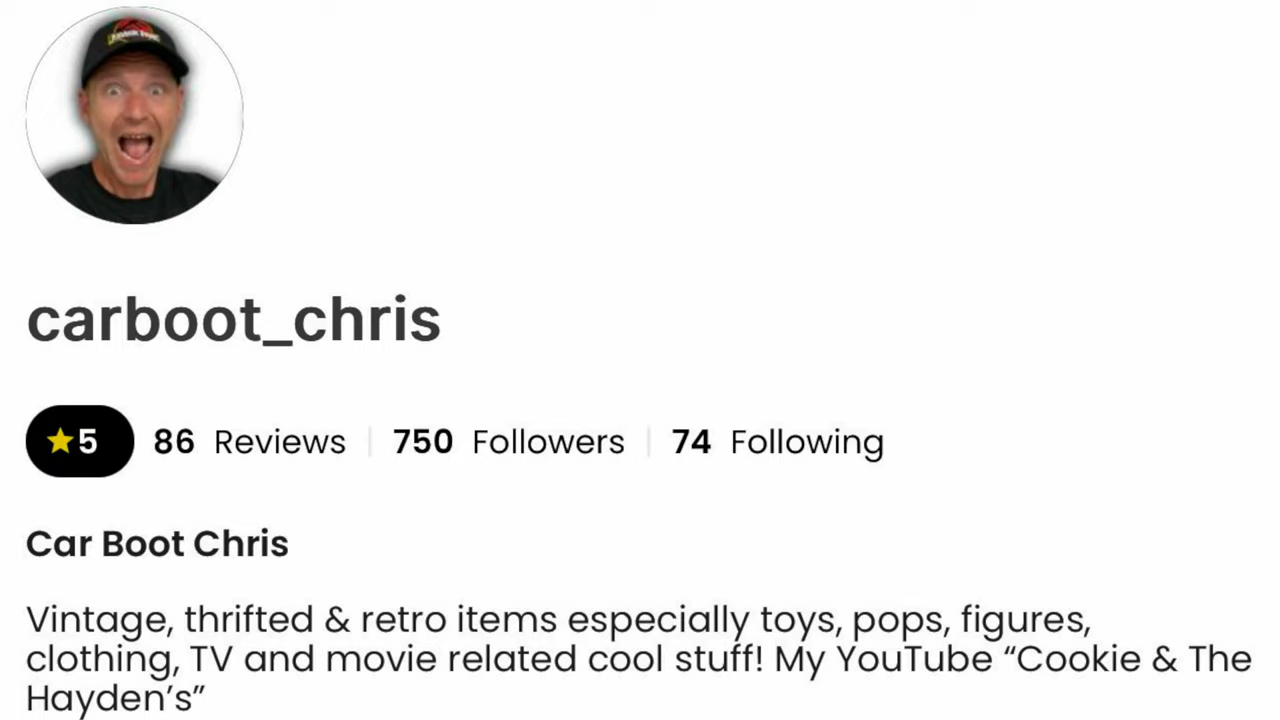 carboot_chris
5 86 Reviews 750 Followers 74 Following
Car Boot Chris
Vintage, thrifted & retro items especially toys, pops, figures,
clothing, TV and movie related cool stuff! My YouTube “Cookie & The
Hayden’s”